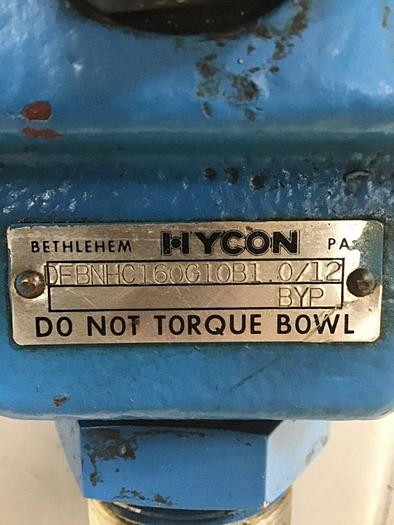 BETHLEHEM HYCON PA
DFBNHC160G10B1.0/12
BYP
DO NOT TORQUE BOWL